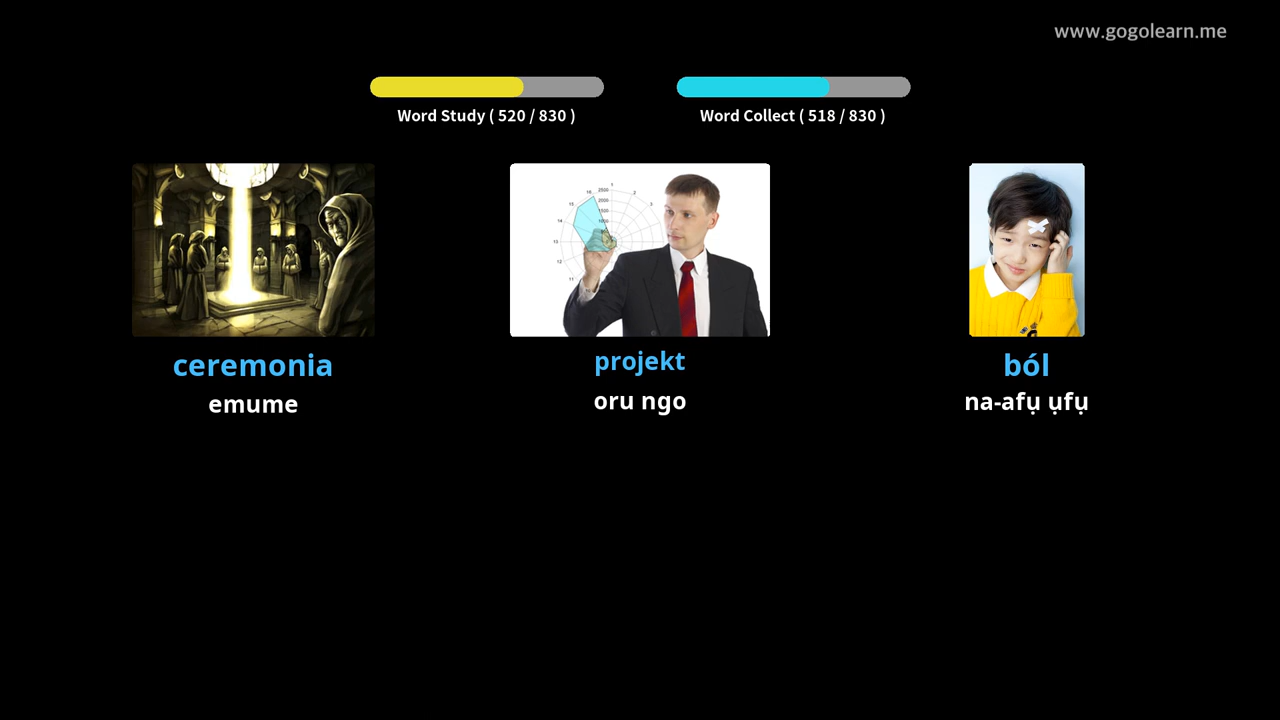 www.gogolearn.me
Word Study ( 520 / 830 )
Word Collect ( 518 / 830 )
ceremonia
emume
projekt
oru ngo
ból
na-afụ ụfụ